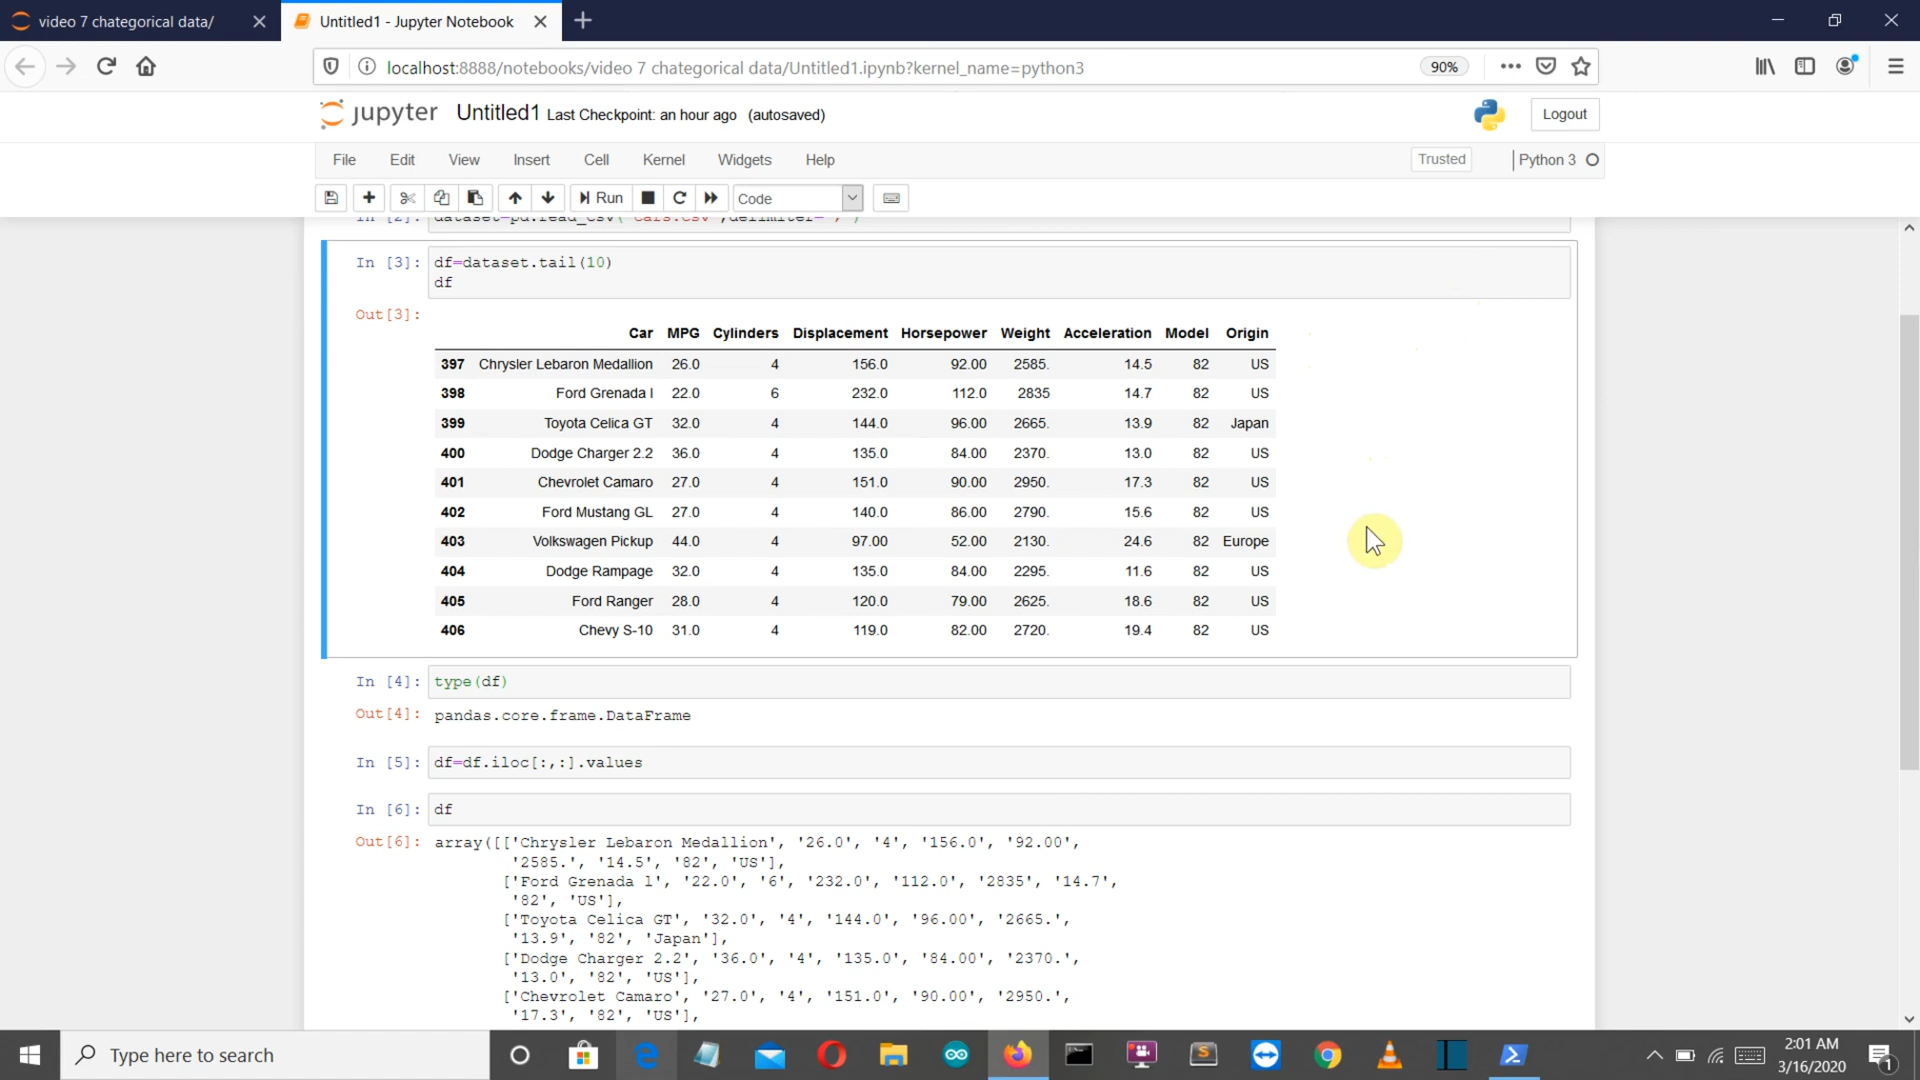 video 7 chategorical data/
Untitled1 - Jupyter Notebook
localhost:8888/notebooks/video 7 chategorical data/Untitled1.ipynb?kernel_name=python3
90%
jupyter Untitled1 Last Checkpoint: an hour ago (autosaved)
Logout
File Edit View Insert Cell Kernel Widgets Help
Trusted
Python 3
Run
Code
In [2]: dataset=pd.read_csv('cars.csv',delimiter=';')
In [3]: df=dataset.tail(10)
df
Out[3]:
Car MPG Cylinders Displacement Horsepower Weight Acceleration Model Origin
397 Chrysler Lebaron Medallion 26.0 4 156.0 92.00 2585. 14.5 82 US
398 Ford Grenada l 22.0 6 232.0 112.0 2835 14.7 82 US
399 Toyota Celica GT 32.0 4 144.0 96.00 2665. 13.9 82 Japan
400 Dodge Charger 2.2 36.0 4 135.0 84.00 2370. 13.0 82 US
401 Chevrolet Camaro 27.0 4 151.0 90.00 2950. 17.3 82 US
402 Ford Mustang GL 27.0 4 140.0 86.00 2790. 15.6 82 US
403 Volkswagen Pickup 44.0 4 97.00 52.00 2130. 24.6 82 Europe
404 Dodge Rampage 32.0 4 135.0 84.00 2295. 11.6 82 US
405 Ford Ranger 28.0 4 120.0 79.00 2625. 18.6 82 US
406 Chevy S-10 31.0 4 119.0 82.00 2720. 19.4 82 US
In [4]: type(df)
Out[4]: pandas.core.frame.DataFrame
In [5]: df=df.iloc[:,:].values
In [6]: df
Out[6]: array([['Chrysler Lebaron Medallion', '26.0', '4', '156.0', '92.00',
'2585.', '14.5', '82', 'US'],
['Ford Grenada l', '22.0', '6', '232.0', '112.0', '2835', '14.7',
'82', 'US'],
['Toyota Celica GT', '32.0', '4', '144.0', '96.00', '2665.',
'13.9', '82', 'Japan'],
['Dodge Charger 2.2', '36.0', '4', '135.0', '84.00', '2370.',
'13.0', '82', 'US'],
['Chevrolet Camaro', '27.0', '4', '151.0', '90.00', '2950.',
'17.3', '82', 'US'],
Type here to search
2:01 AM
3/16/2020
1